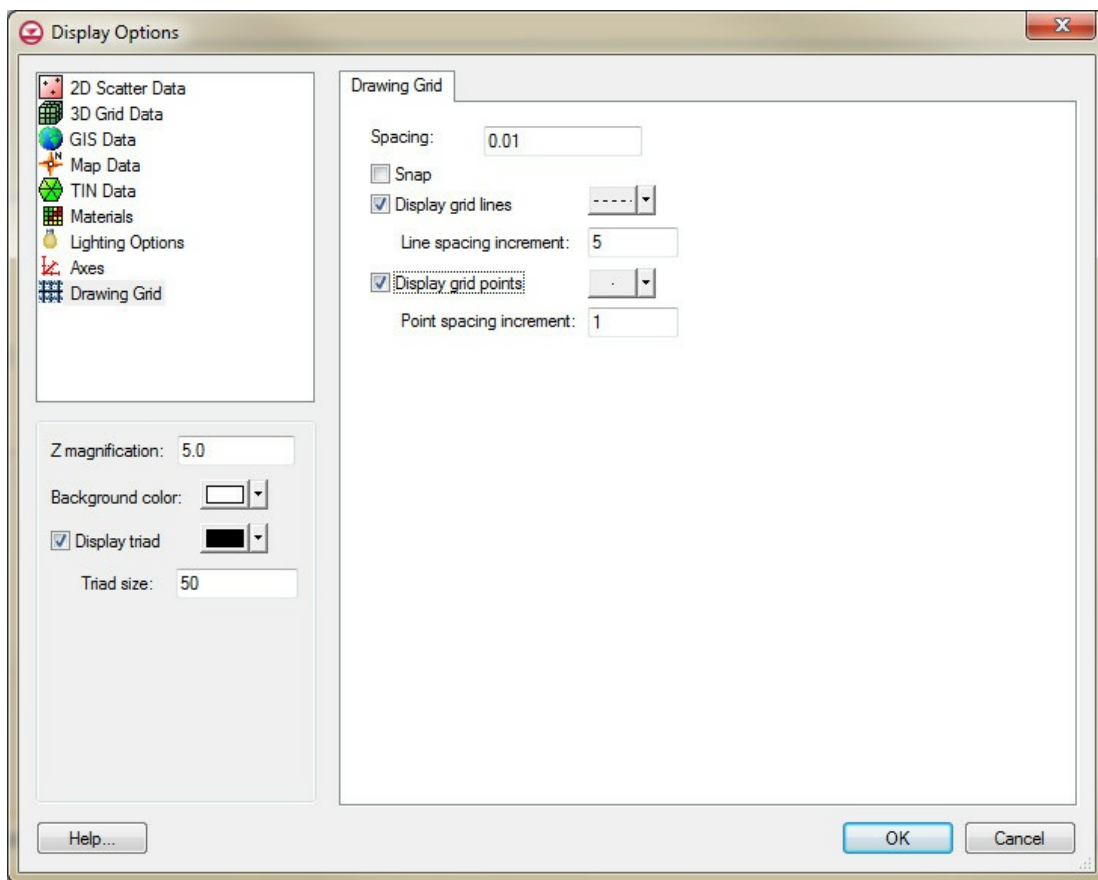 Display Options
2D Scatter Data
3D Grid Data
GIS Data
Map Data
TIN Data
Materials
Lighting Options
Axes
Drawing Grid
Z magnification: 5.0
Background color:
Display triad
Triad size: 50
Drawing Grid
Spacing: 0.01
Snap
Display grid lines
Line spacing increment: 5
Display grid points
Point spacing increment: 1
Help...
OK
Cancel